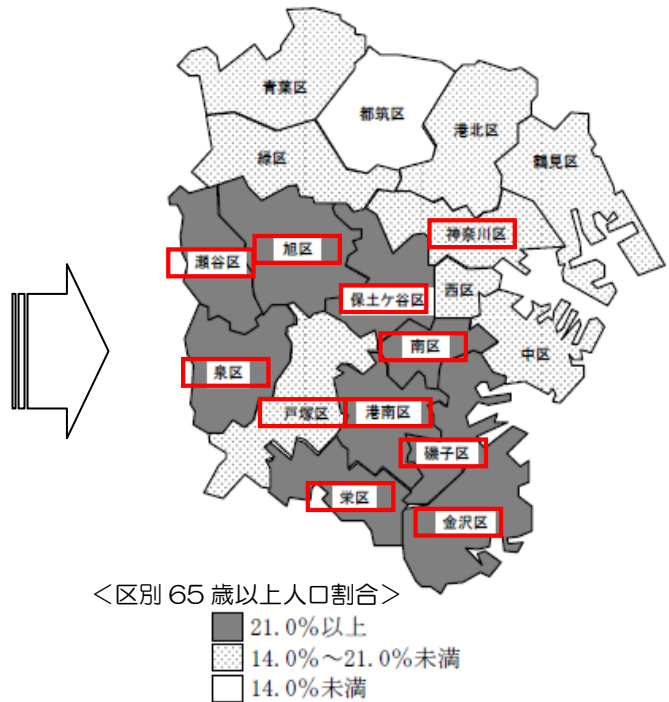 青葉区
都筑区
港北区
鶴見区
緑区
神奈川区
旭区
瀬谷区
保土ケ谷区
西区
南区
中区
泉区
戸塚区
港南区
磯子区
栄区
金沢区
＜区別 65 歳以上人口割合＞
21.0%以上
14.0%～21.0%未満
14.0%未満